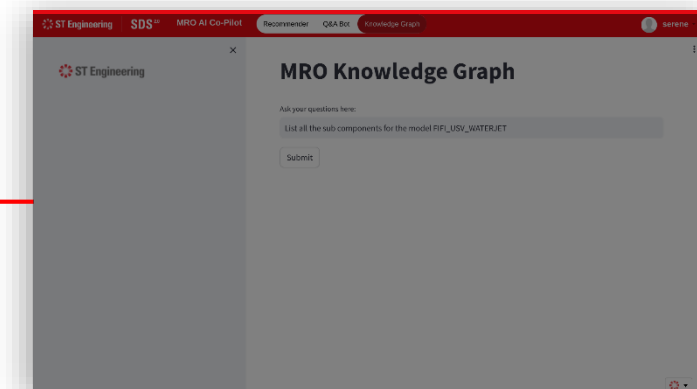 ST Engineering SDS²ᴰ MRO AI Co-Pilot Recommender Q&A Bot Knowledge Graph serene
ST Engineering
MRO Knowledge Graph
Ask your questions here:
List all the sub components for the model FIFI_USV_WATERJET
Submit